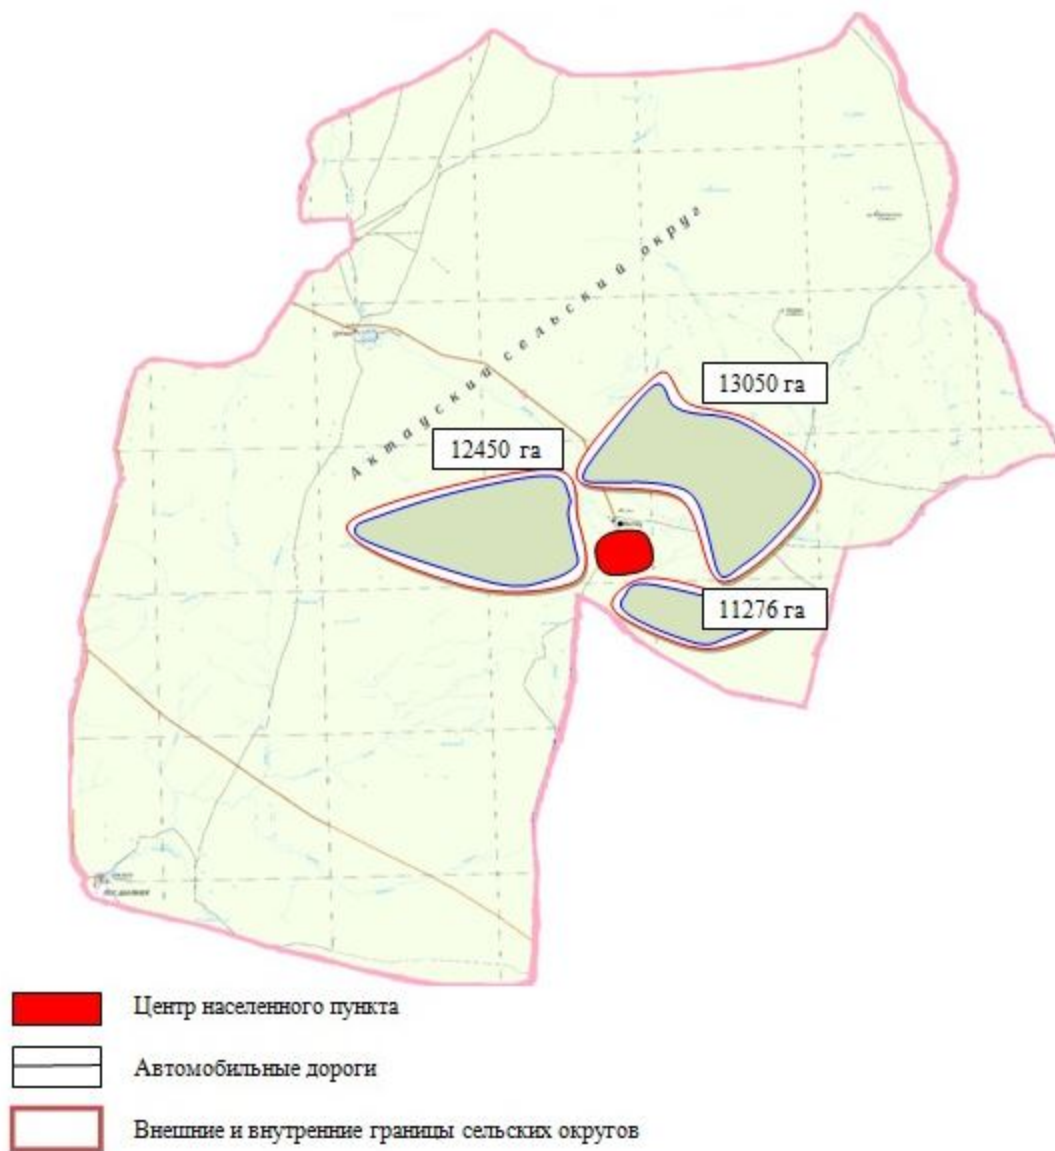 Актауский сельский округ
13050 га
12450 га
11276 га
Центр населенного пункта
Автомобильные дороги
Внешние и внутренние границы сельских округов